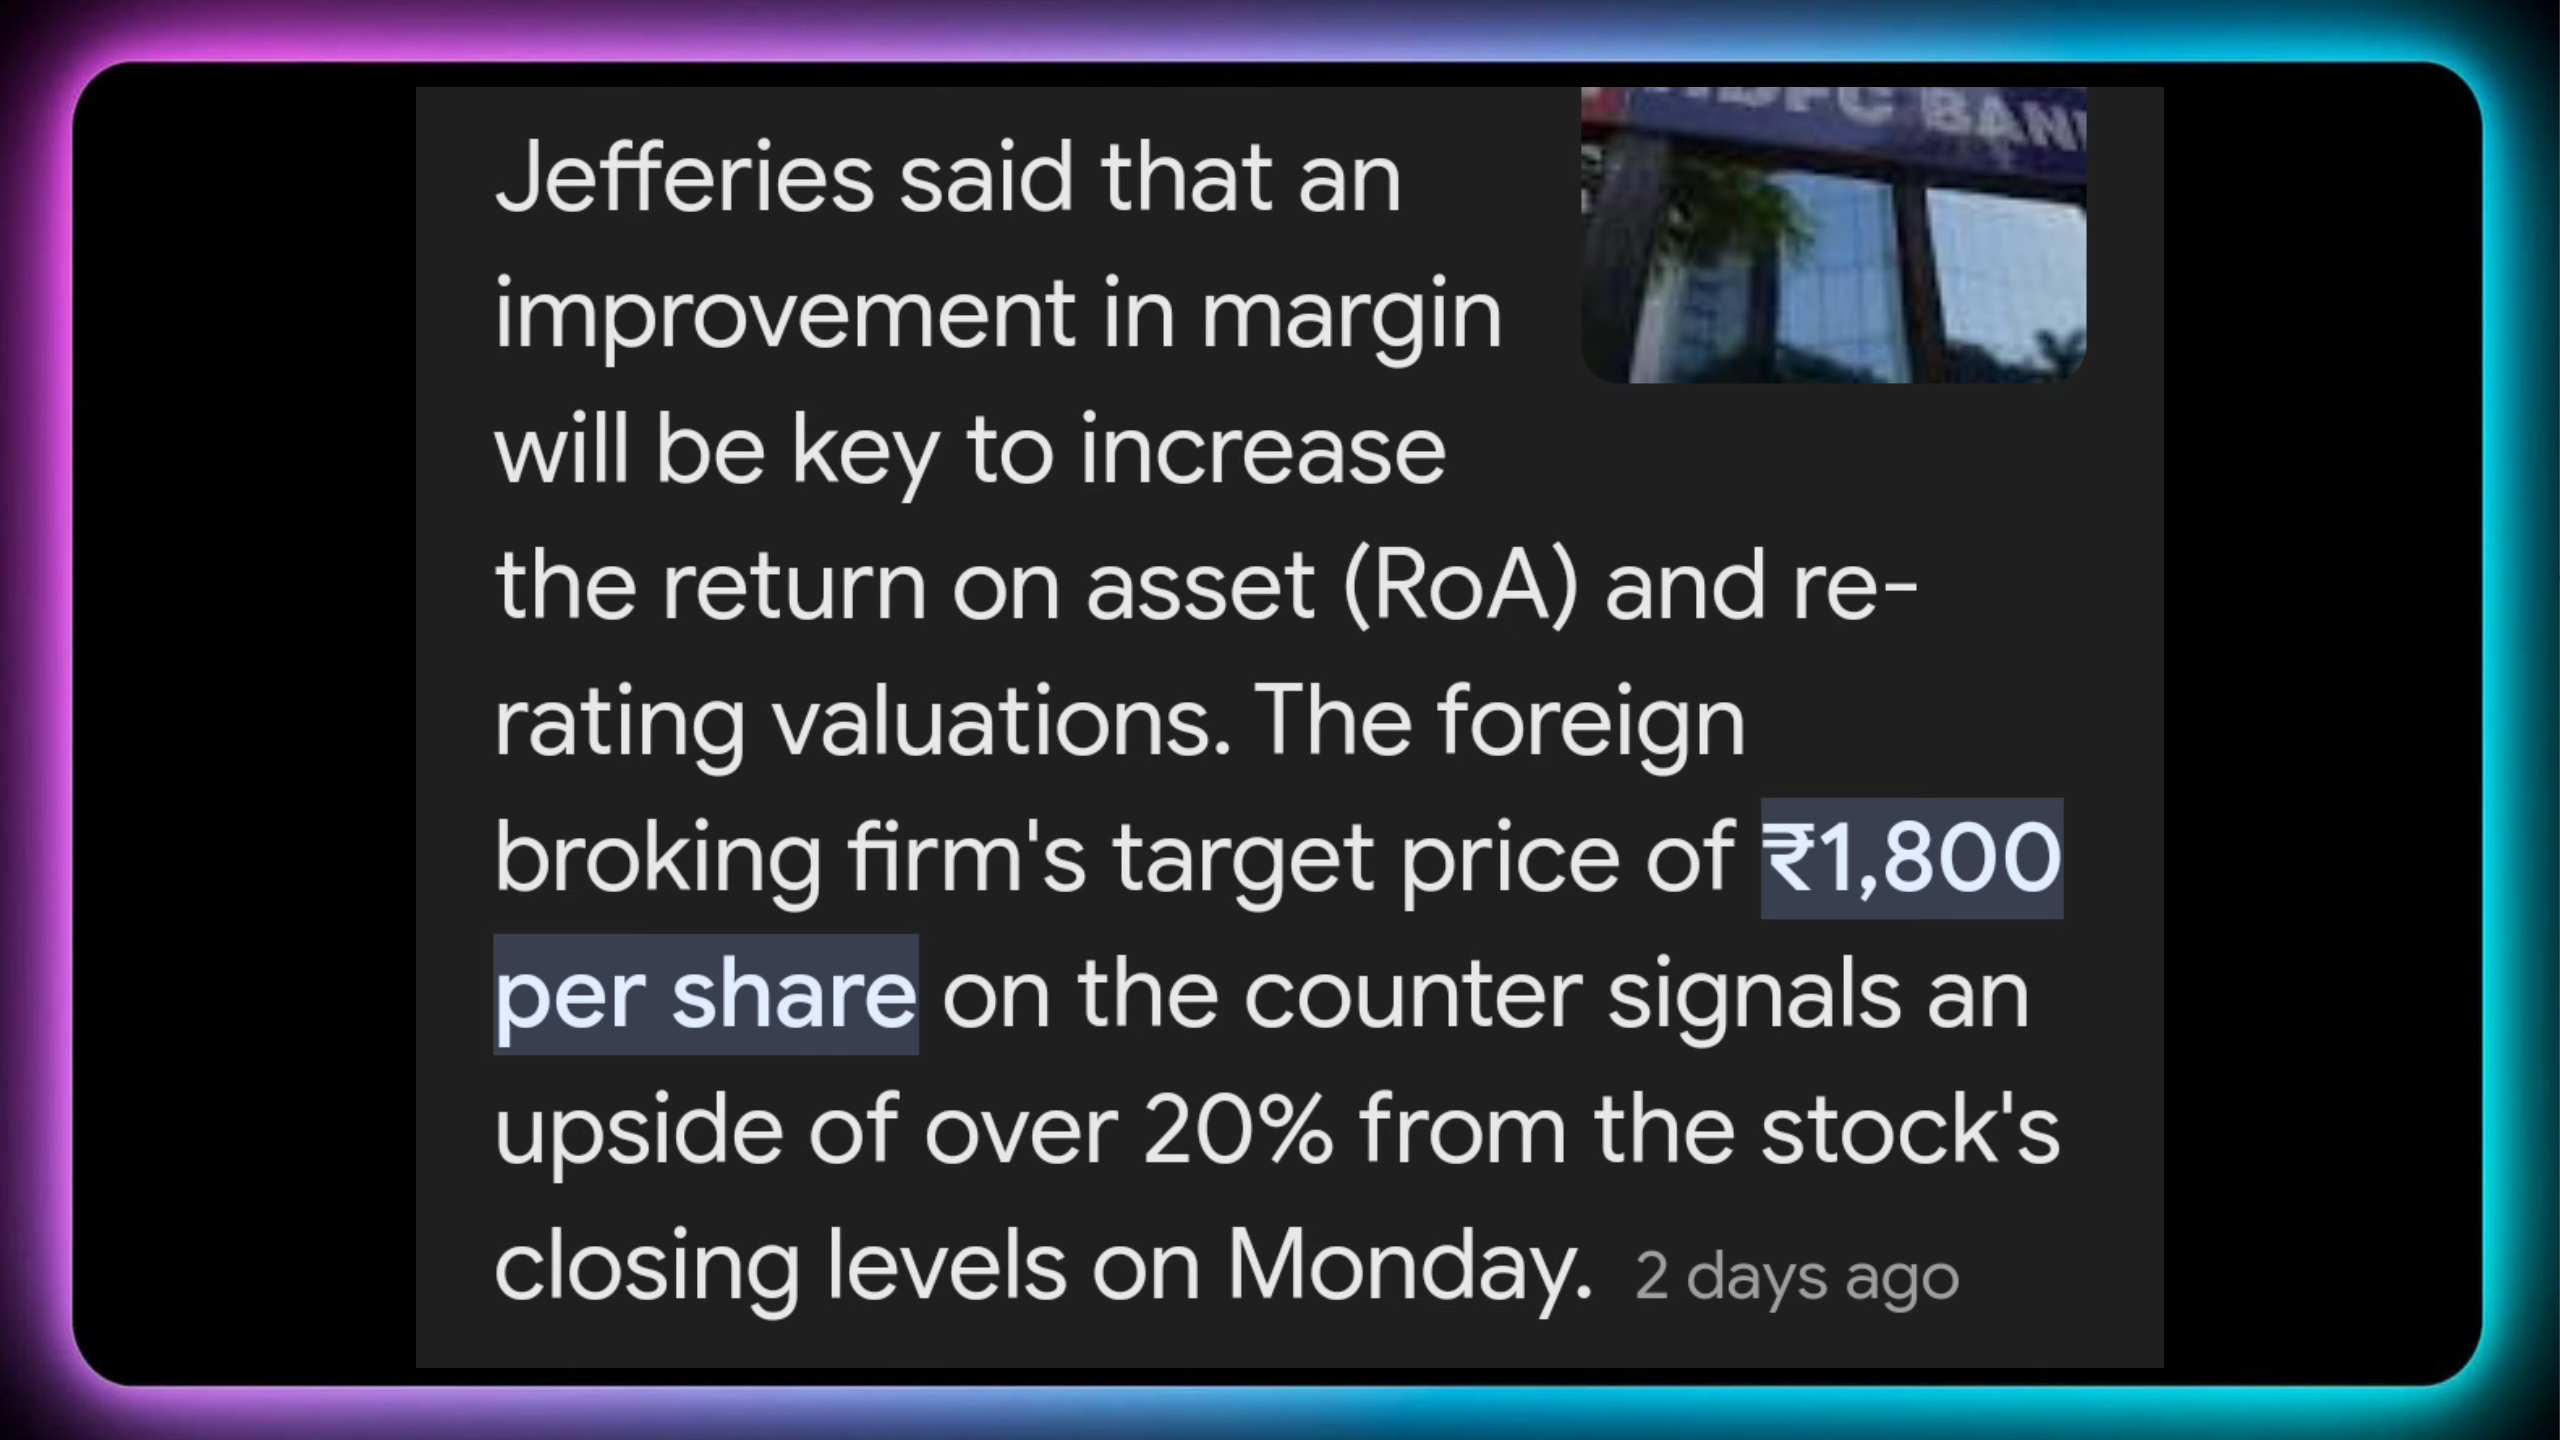 HDFC BANK
Jefferies said that an
improvement in margin
will be key to increase
the return on asset (RoA) and re-
rating valuations. The foreign
broking firm's target price of ₹1,800
per share on the counter signals an
upside of over 20% from the stock's
closing levels on Monday. 2 days ago